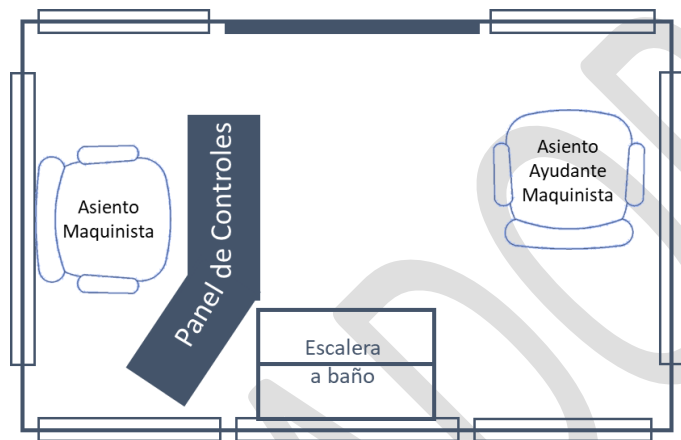 Asiento
Maquinista
Panel de Controles
Asiento
Ayudante
Maquinista
Escalera
a baño